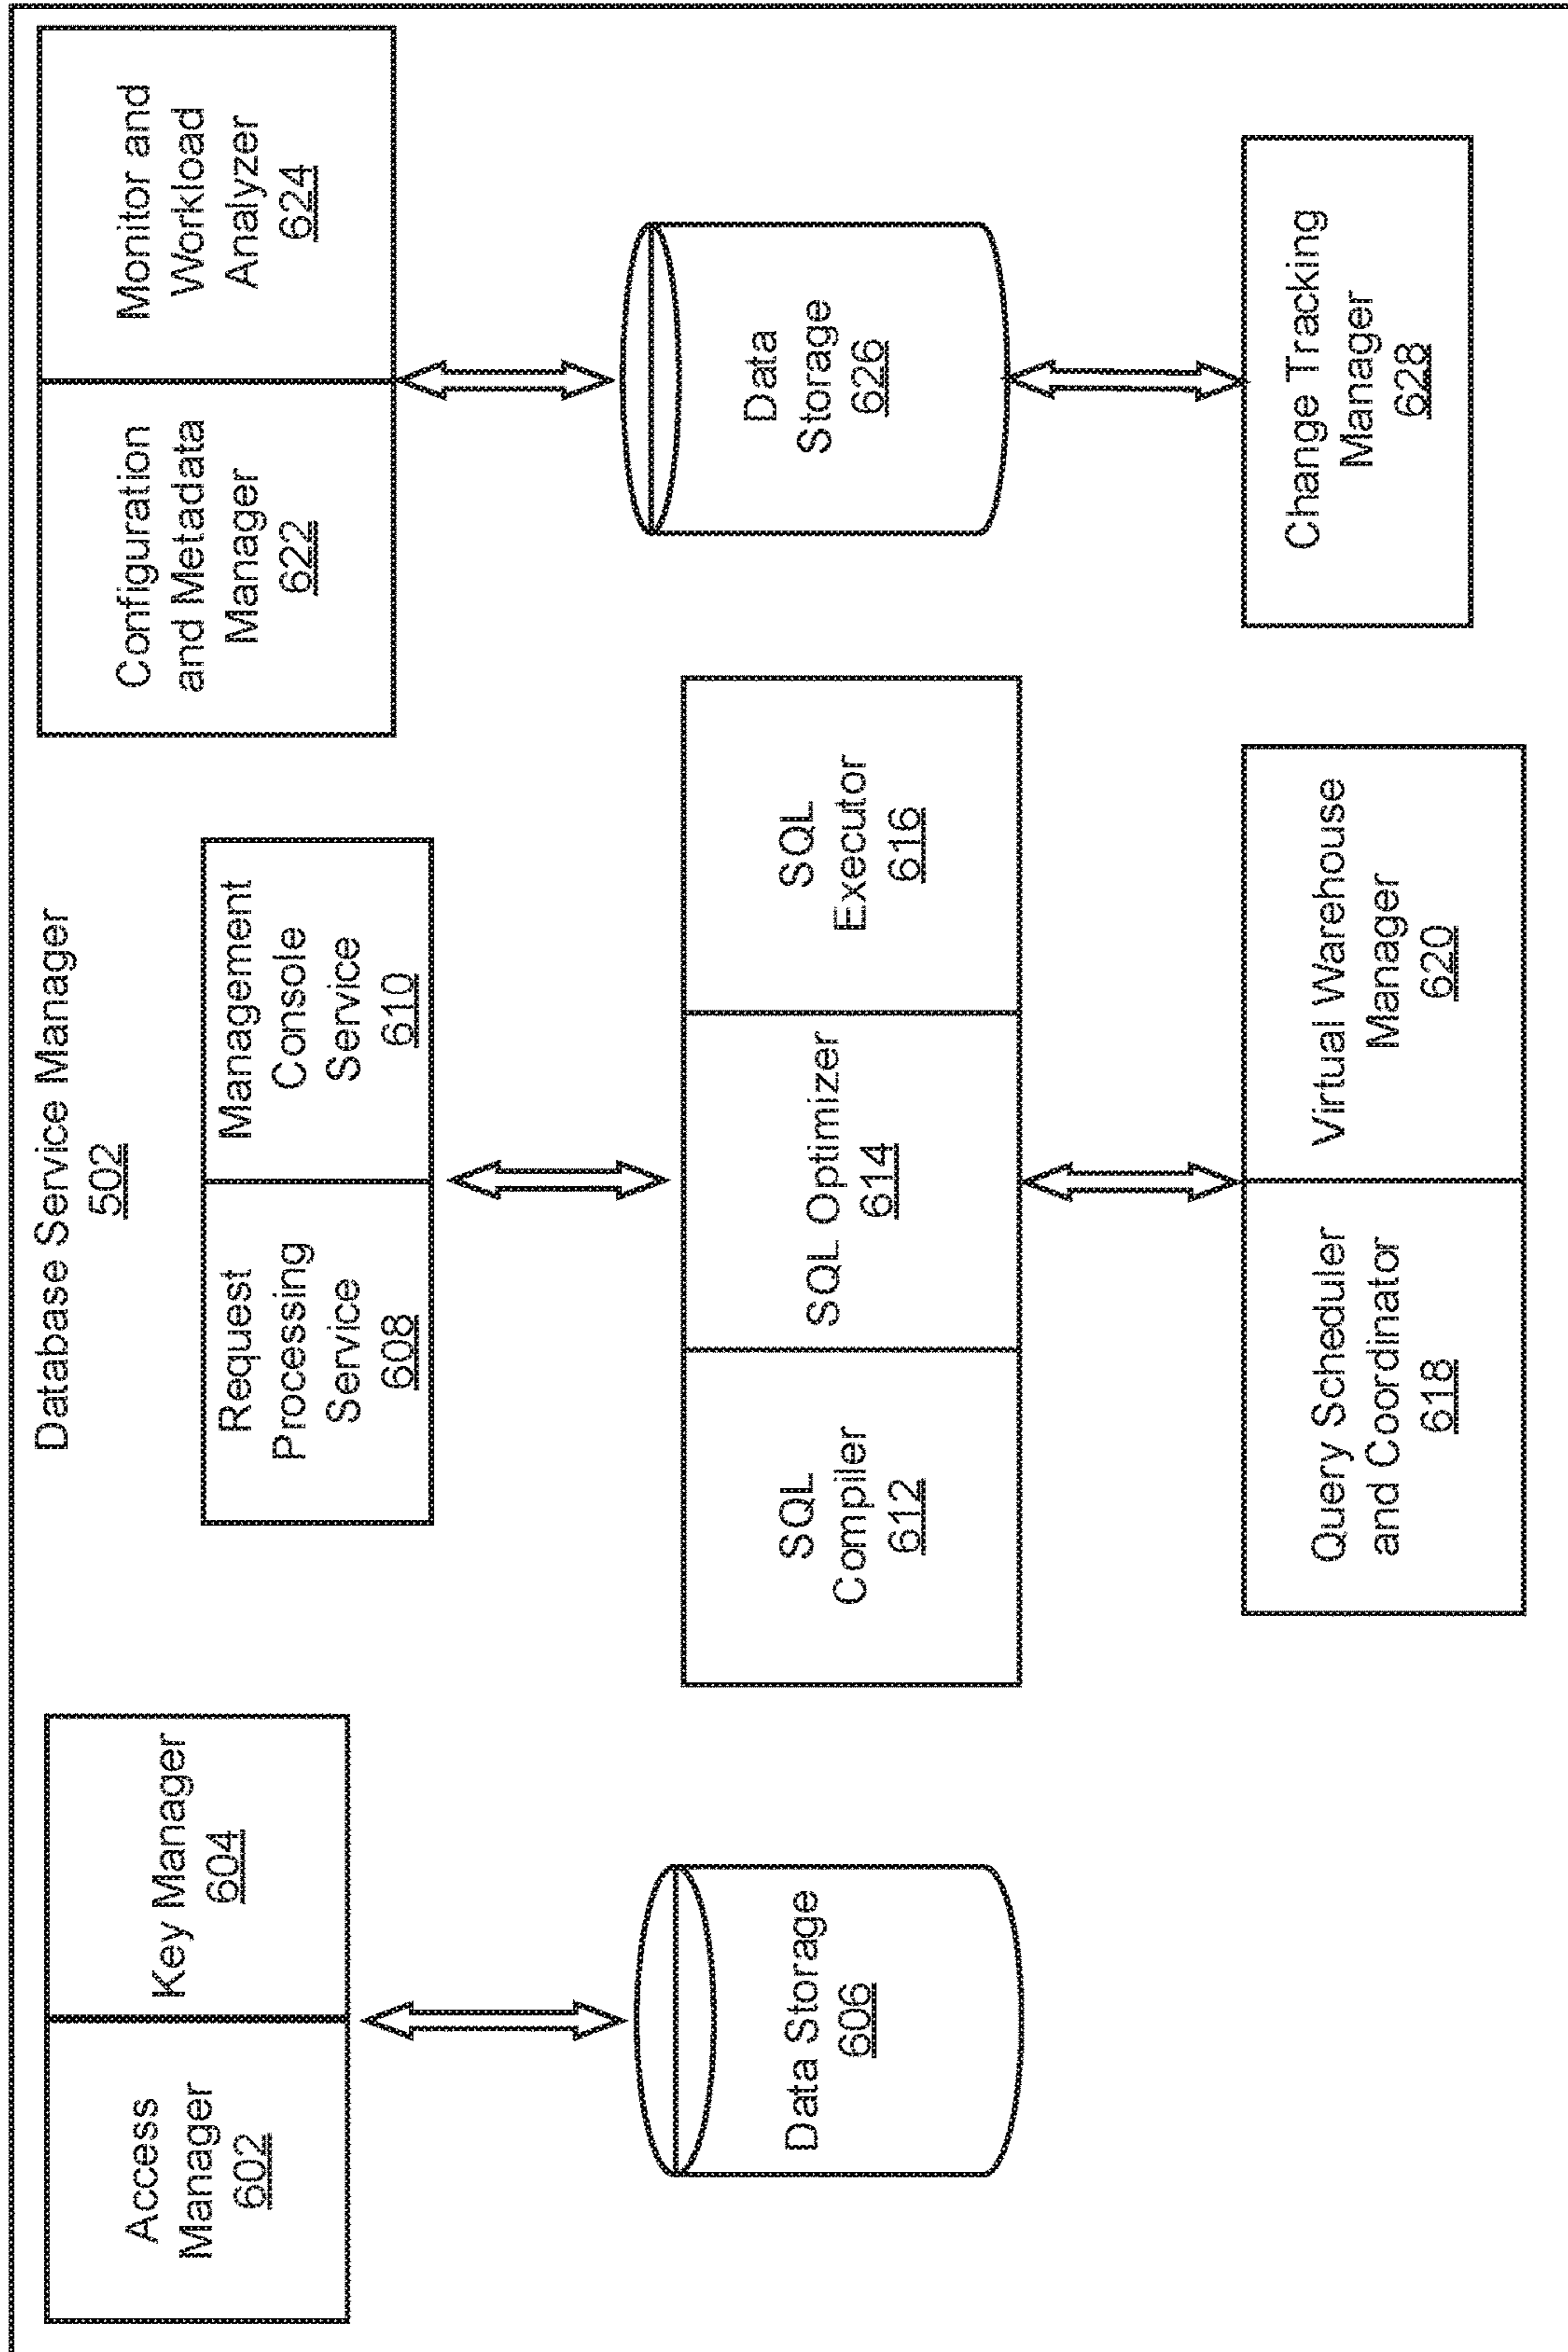 Database Service Manager
502
Access
Manager
602
Key Manager
604
Data Storage
606
Request
Processing
Service
608
Management
Console
Service
610
SQL
Compiler
612
SQL Optimizer
614
SQL
Executor
616
Query Scheduler
and Coordinator
618
Virtual Warehouse
Manager
620
Configuration
and Metadata
Manager
622
Monitor and
Workload
Analyzer
624
Data
Storage
626
Change Tracking
Manager
628